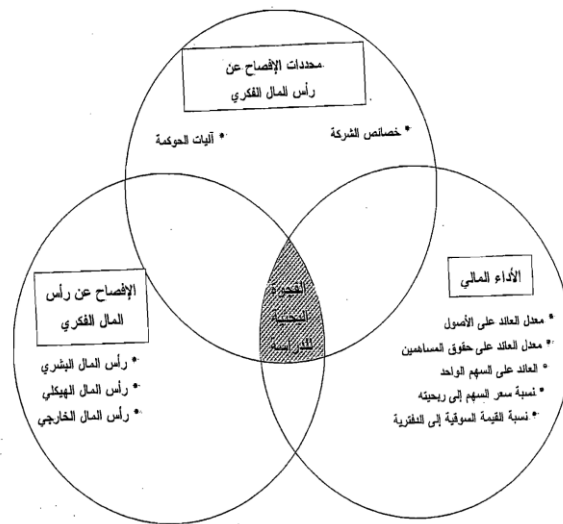 محددات الإفصاح عن
رأس المال الفكري
• خصائص الشركة
• آليات الحوكمة
الأداء المالي
• معدل العائد على الأصول
• معدل العائد على حقوق المساهمين
• العائد على السهم الواحد
• نسبة سعر السهم إلى ربحيته
• نسبة القيمة السوقية إلى الدفترية
الإفصاح عن رأس
المال الفكري
• رأس المال البشري
• رأس المال الهيكلي
• رأس المال الخارجي
الفجوة
البحثية
للدراسة